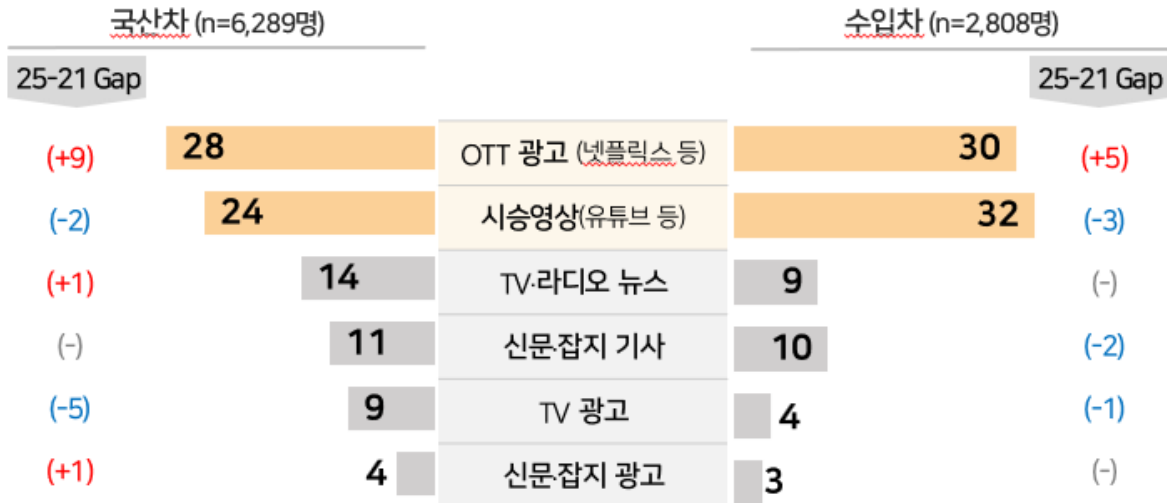 국산차 (n=6,289명)
수입차 (n=2,808명)
25-21 Gap
25-21 Gap
(+9) 28 OTT 광고 (넷플릭스 등) 30 (+5)
(-2) 24 시승영상(유튜브 등) 32 (-3)
(+1) 14 TV·라디오 뉴스 9 (-)
(-) 11 신문·잡지 기사 10 (-2)
(-5) 9 TV 광고 4 (-1)
(+1) 4 신문·잡지 광고 3 (-)